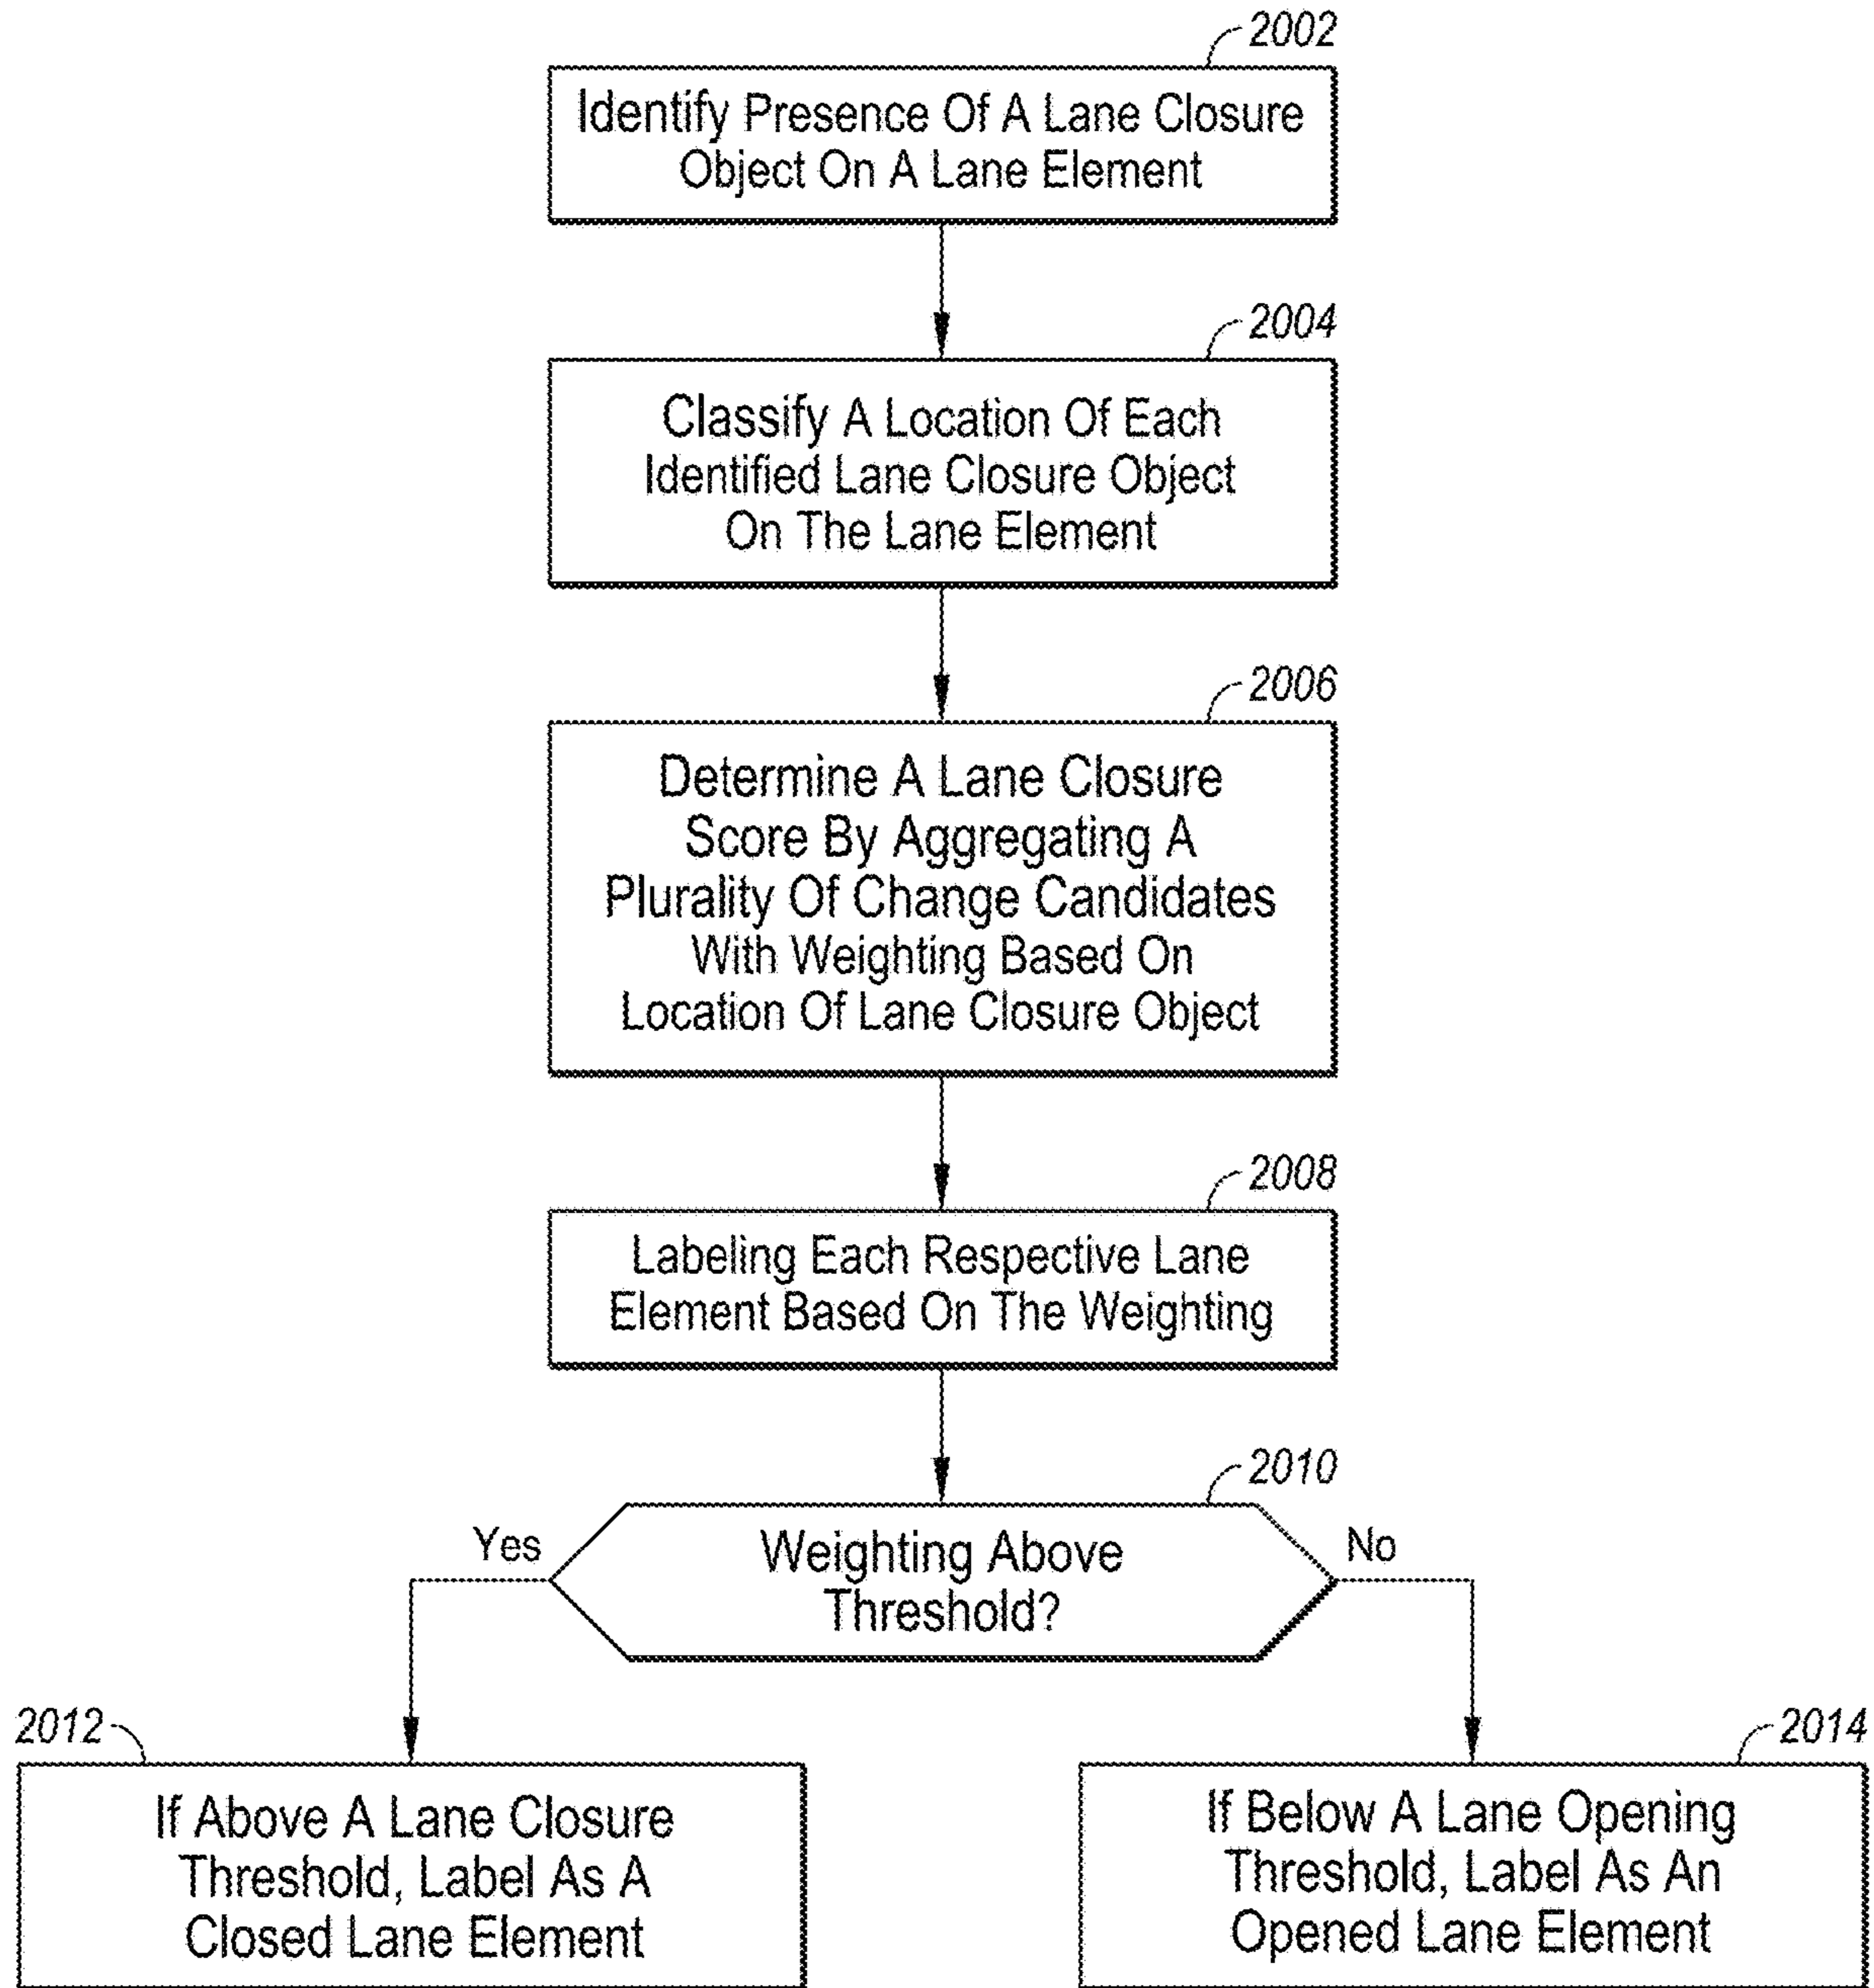 2002
Identify Presence Of A Lane Closure
Object On A Lane Element
2004
Classify A Location Of Each
Identified Lane Closure Object
On The Lane Element
2006
Determine A Lane Closure
Score By Aggregating A
Plurality Of Change Candidates
With Weighting Based On
Location Of Lane Closure Object
2008
Labeling Each Respective Lane
Element Based On The Weighting
2010
Yes
Weighting Above
Threshold?
No
2012
If Above A Lane Closure
Threshold, Label As A
Closed Lane Element
2014
If Below A Lane Opening
Threshold, Label As An
Opened Lane Element